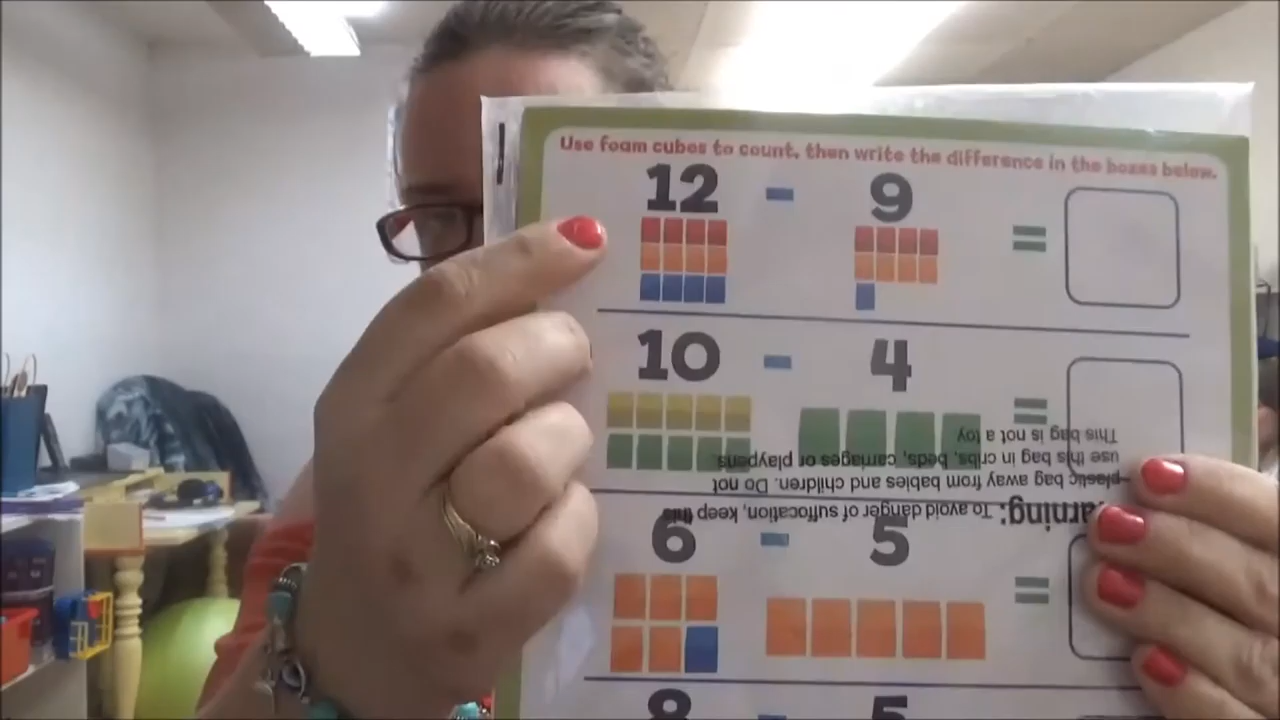 Use foam cubes to count, then write the difference in the boxes below.
12 - 9 =
10 - 4 =
This bag is not a toy
use this bag in cribs, beds, carriages or playpens.
plastic bag away from babies and children. Do not
Warning: To avoid danger of suffocation, keep this
6 - 5 =
8 - 5